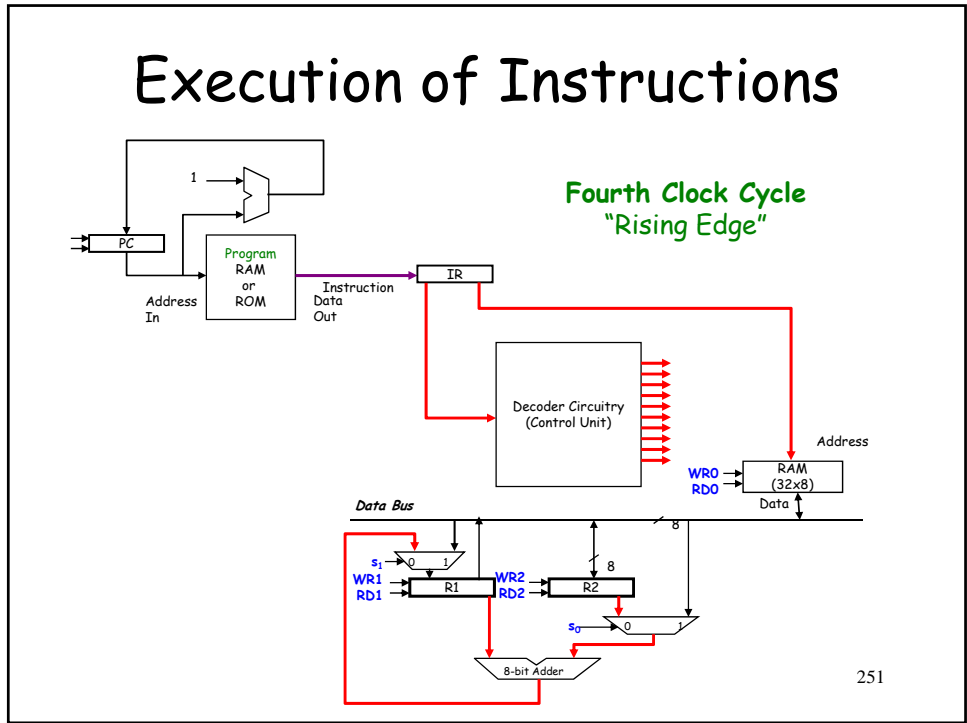 Execution of Instructions
Fourth Clock Cycle
"Rising Edge"
1
PC
Program
RAM
or
ROM
Address
In
Instruction
Data
Out
IR
Decoder Circuitry
(Control Unit)
Address
WR0
RD0
RAM
(32x8)
Data
Data Bus
8
s1
0 1
8
WR1
RD1
R1
WR2
RD2
R2
s0
0 1
8-bit Adder
251